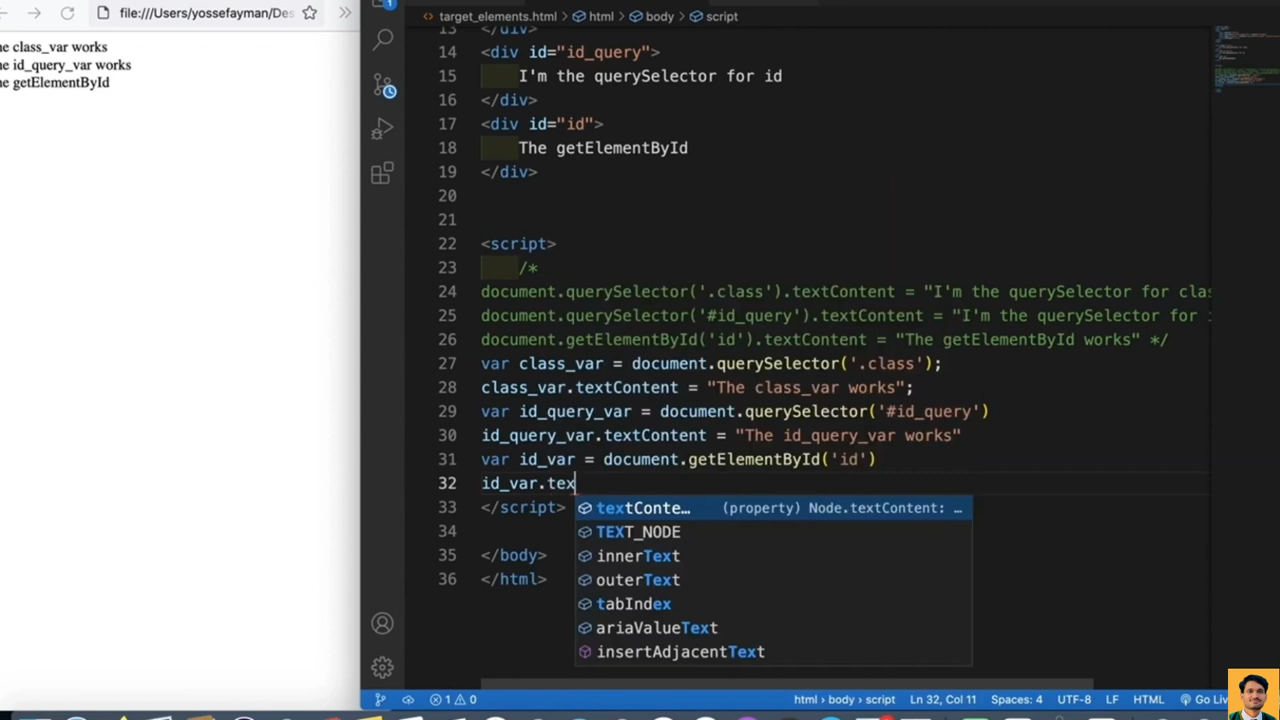 file:///Users/yossefayman/Des
target_elements.html html body script
he class_var works
he id_query_var works
he getElementById
13 </div>
14 <div id="id_query">
15 I'm the querySelector for id
16 </div>
17 <div id="id">
18 The getElementById
19 </div>
20
21
22 <script>
23 /*
24 document.querySelector('.class').textContent = "I'm the querySelector for clas
25 document.querySelector('#id_query').textContent = "I'm the querySelector for i
26 document.getElementById('id').textContent = "The getElementById works" */
27 var class_var = document.querySelector('.class');
28 class_var.textContent = "The class_var works";
29 var id_query_var = document.querySelector('#id_query')
30 id_query_var.textContent = "The id_query_var works"
31 var id_var = document.getElementById('id')
32 id_var.tex
33 </script>
textConte… (property) Node.textContent: …
34
TEXT_NODE
35 </body>
innerText
36 </html>
outerText
tabIndex
ariaValueText
insertAdjacentText
1 0 html › body › script Ln 32, Col 11 Spaces: 4 UTF-8 LF HTML Go Liv